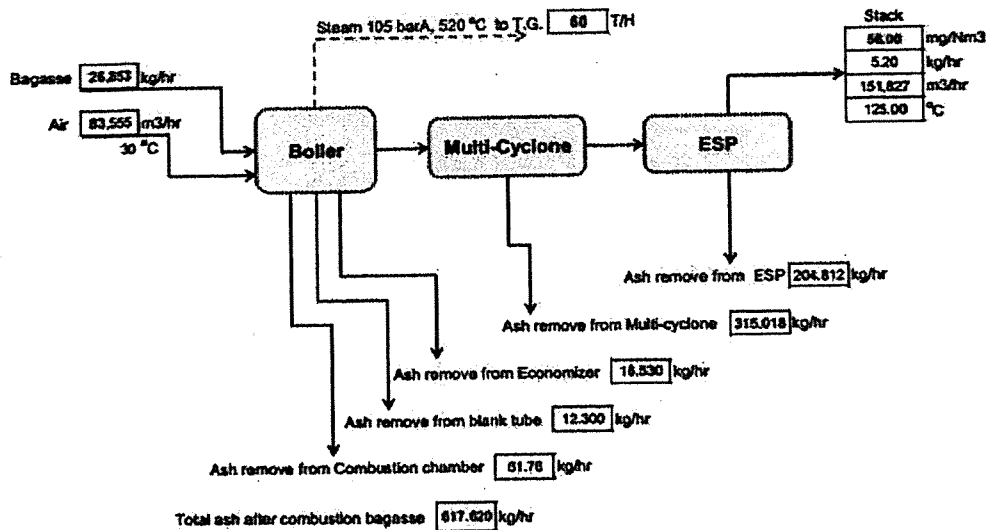 Steam 105 barA, 520 °C to T.G. 60 T/H
Stack
56.00 mg/Nm3
5.20 kg/hr
151,827 m3/hr
123.00 °C
Bagasse 26,853 kg/hr
Air 83,555 m3/hr
30 °C
Boiler
Multi-Cyclone
ESP
Ash remove from ESP 204.812 kg/hr
Ash remove from Multi-cyclone 315.018 kg/hr
Ash remove from Economizer 18.530 kg/hr
Ash remove from blank tube 12.300 kg/hr
Ash remove from Combustion chamber 61.76 kg/hr
Total ash after combustion bagasse 617.620 kg/hr